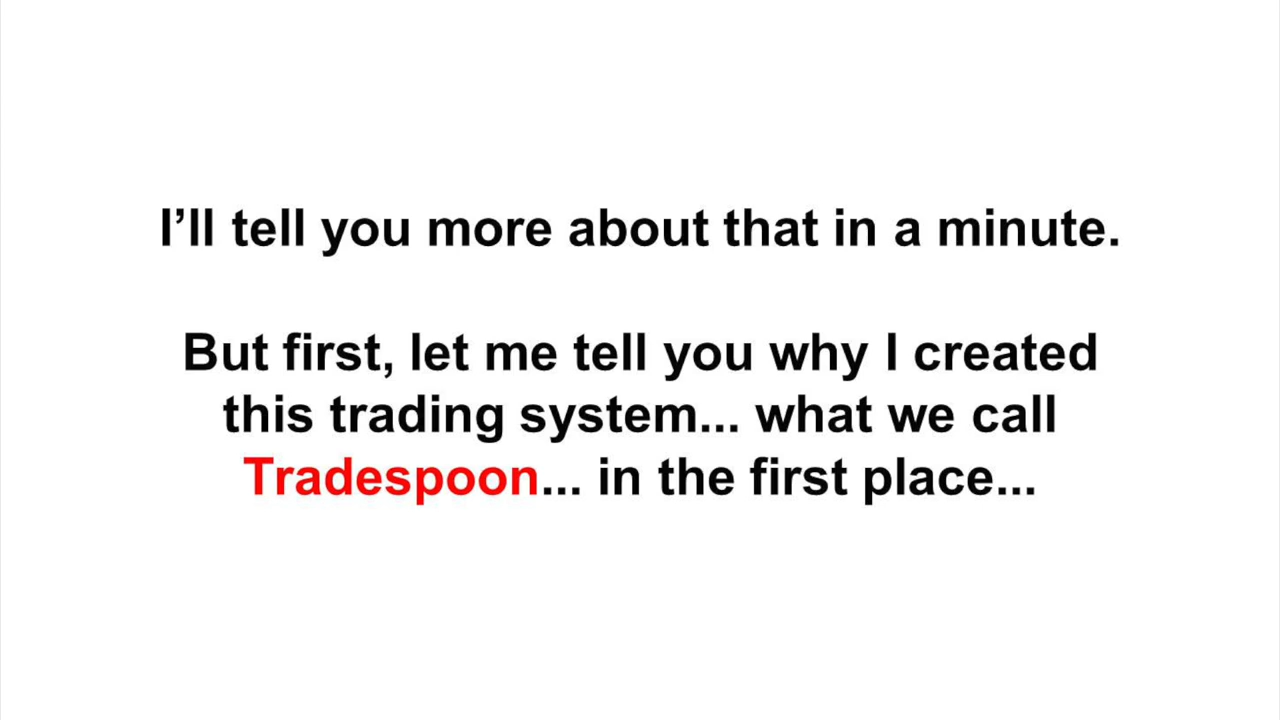 I’ll tell you more about that in a minute.
But first, let me tell you why I created
this trading system... what we call
Tradespoon... in the first place...